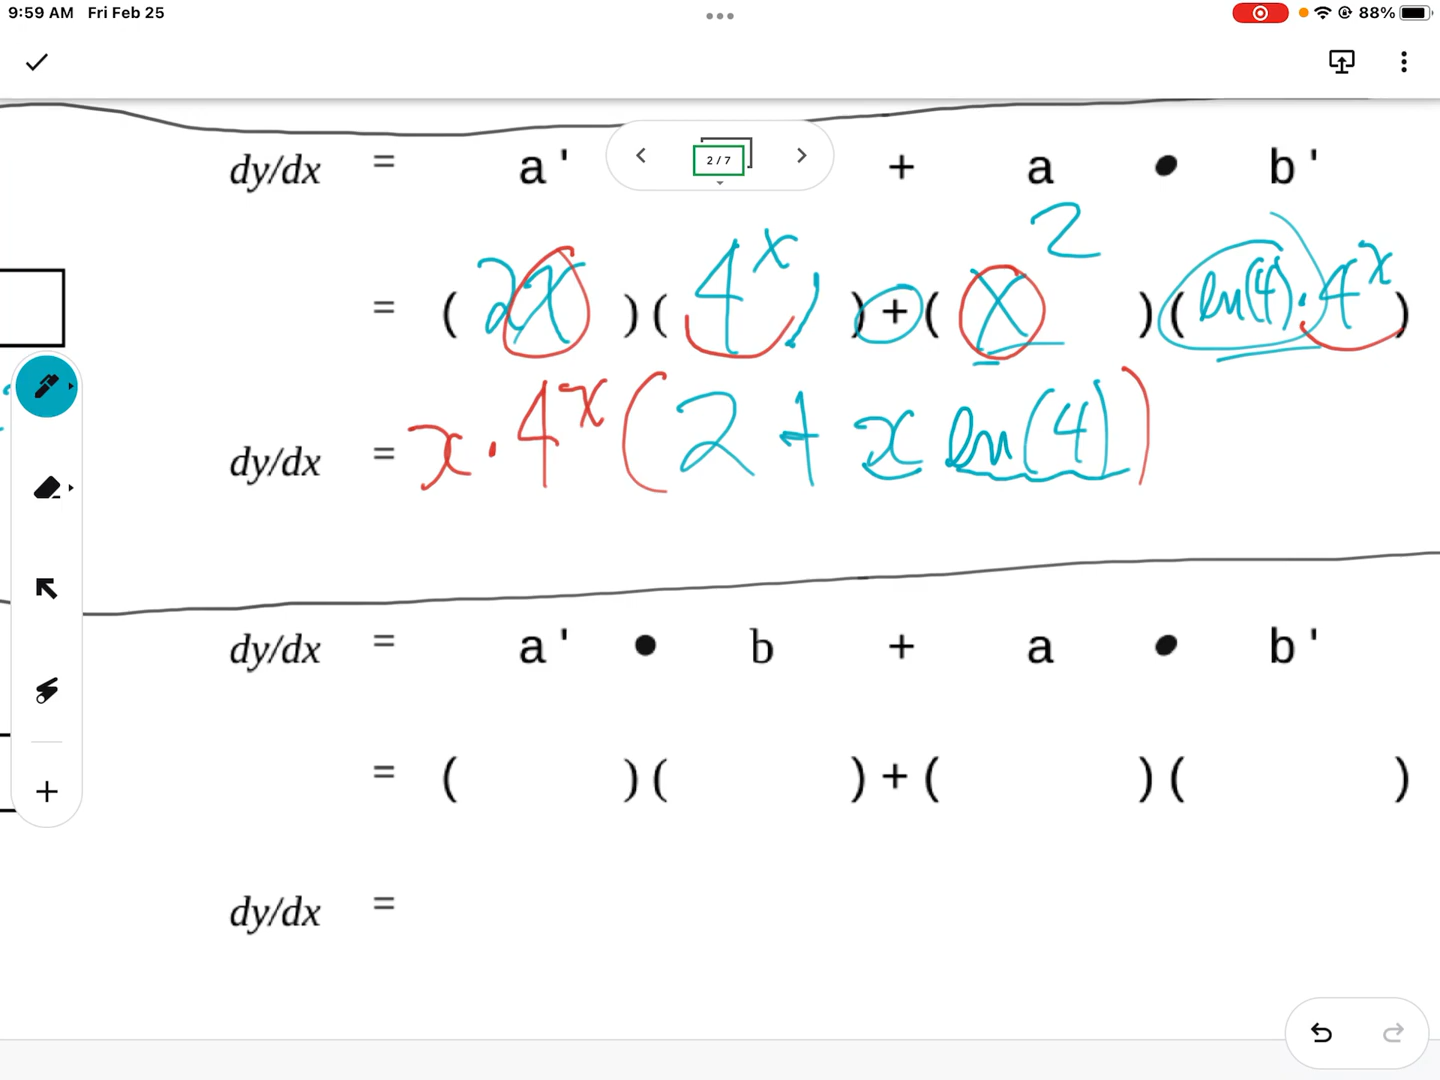 9:59 AM Fri Feb 25 88%
2 / 7
dy/dx = a' + a • b'
= (2x)(4^x) + (x^2)(ln(4)·4^x)
dy/dx = x·4^x(2 + x ln(4))
dy/dx = a' • b + a • b'
= ( )( ) + ( )( )
dy/dx =